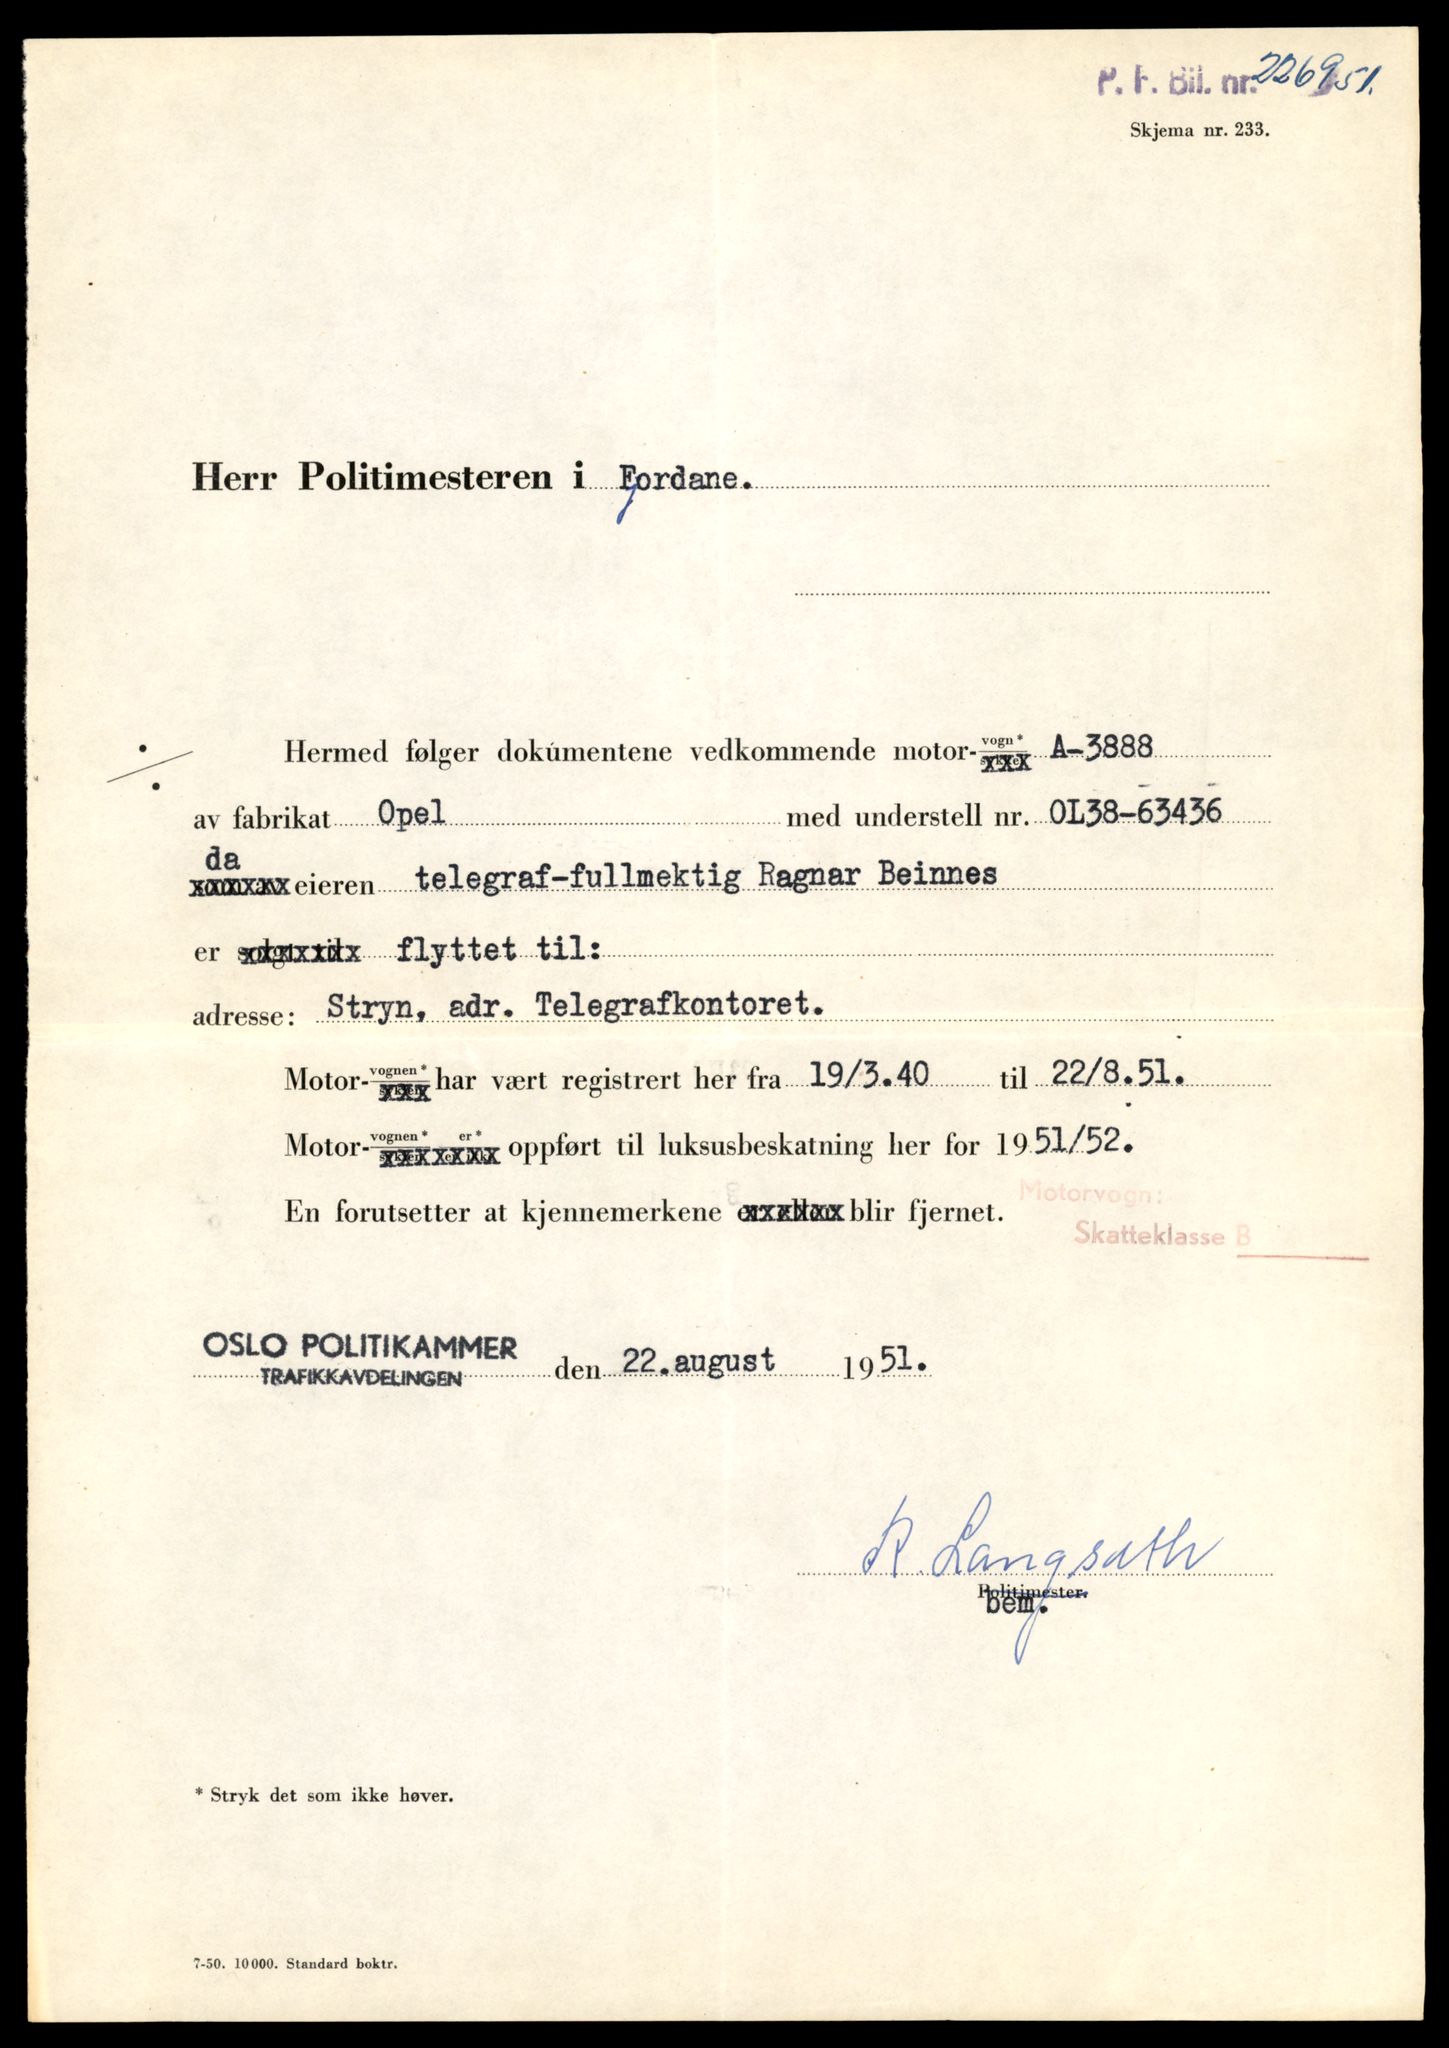 P. F. Bil. nr. 2269/51.
Skjema nr. 233.
Herr Politimesteren i Fjordane.
Hermed følger dokumentene vedkommende motor-vogn* A-3888
av fabrikat Opel med understell nr. OL38-63436
da
eieren telegraf-fullmektig Ragnar Beinnes
er flyttet til:
adresse: Stryn, adr. Telegrafkontoret.
Motor-vognen* har vært registrert her fra 19/3.40 til 22/8.51.
Motor-vognen* er* oppført til luksusbeskatning her for 1951/52.
Motorvogn:
En forutsetter at kjennemerkene blir fjernet.
Skatteklasse B
OSLO POLITIKAMMER
TRAFIKKAVDELINGEN den 22.august 1951.
R. Langsæth
Politimester.
bem.
* Stryk det som ikke høver.
7-50. 10000. Standard boktr.